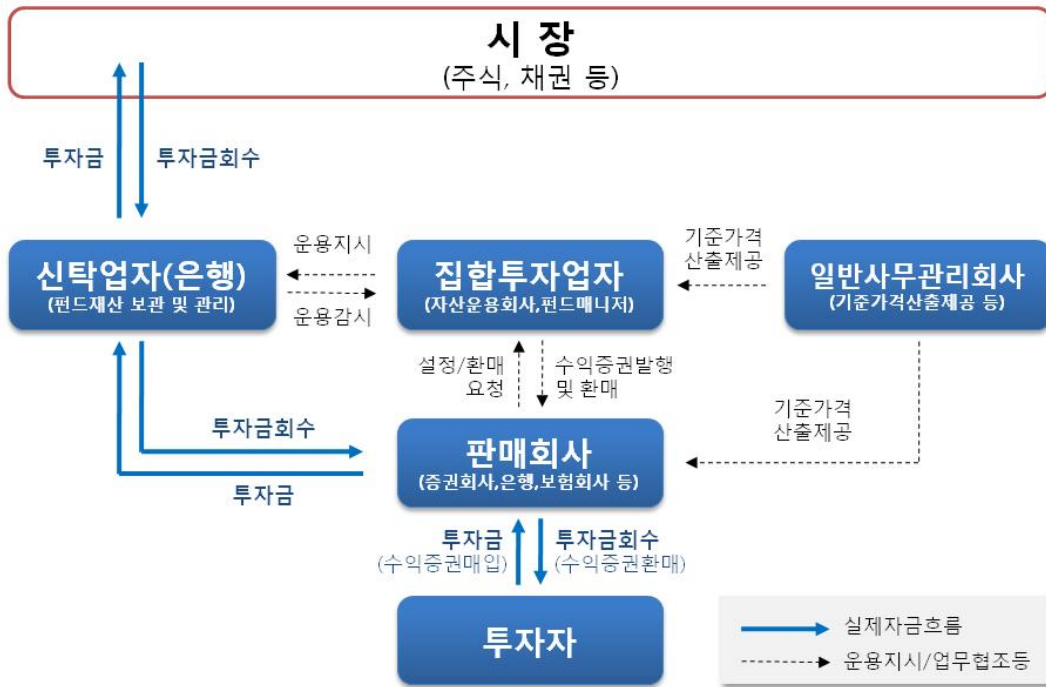 시 장
(주식, 채권 등)
투자금
투자금회수
신탁업자(은행)
(펀드재산 보관 및 관리)
운용지시
운용감시
집합투자업자
(자산운용회사,펀드매니저)
기준가격
산출제공
일반사무관리회사
(기준가격산출제공 등)
설정/환매
요청
수익증권발행
및 환매
기준가격
산출제공
투자금회수
투자금
판매회사
(증권회사,은행,보험회사 등)
투자금
(수익증권매입)
투자금회수
(수익증권환매)
투자자
실제자금흐름
운용지시/업무협조등